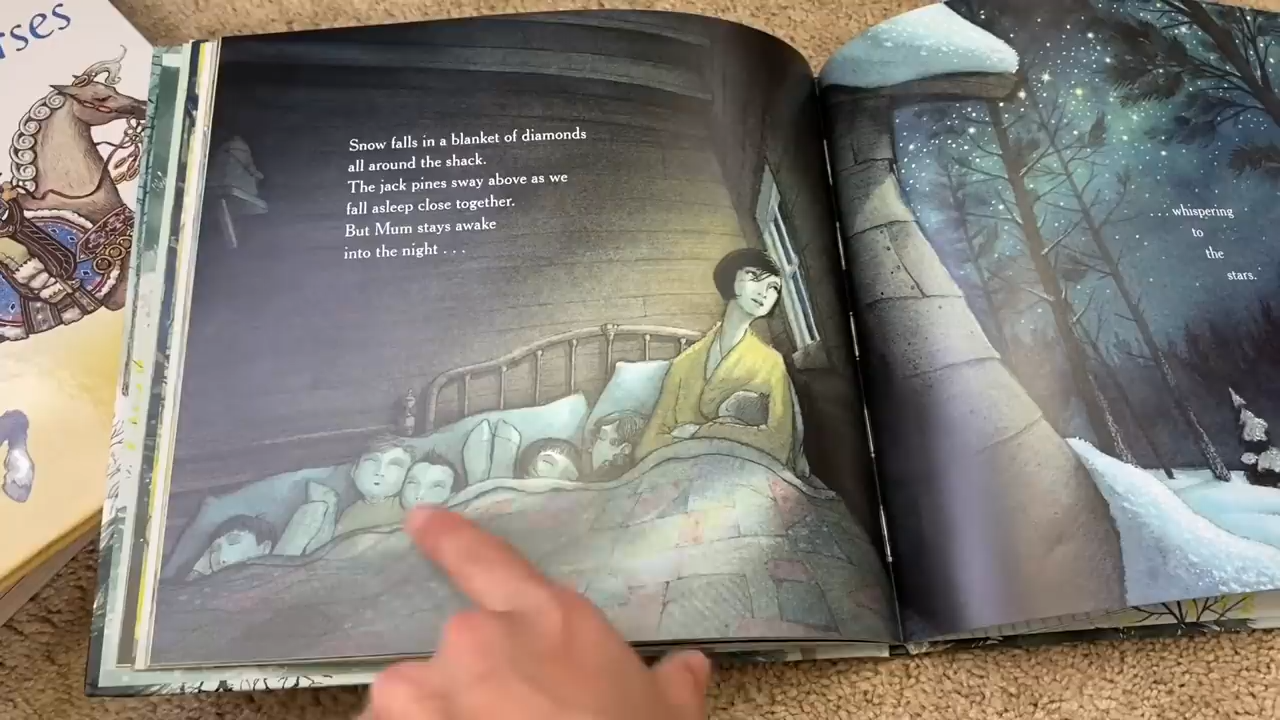 Snow falls in a blanket of diamonds
all around the shack.
The jack pines sway above as we
fall asleep close together.
But Mum stays awake
into the night . . .
. . . whispering
to
the
stars.